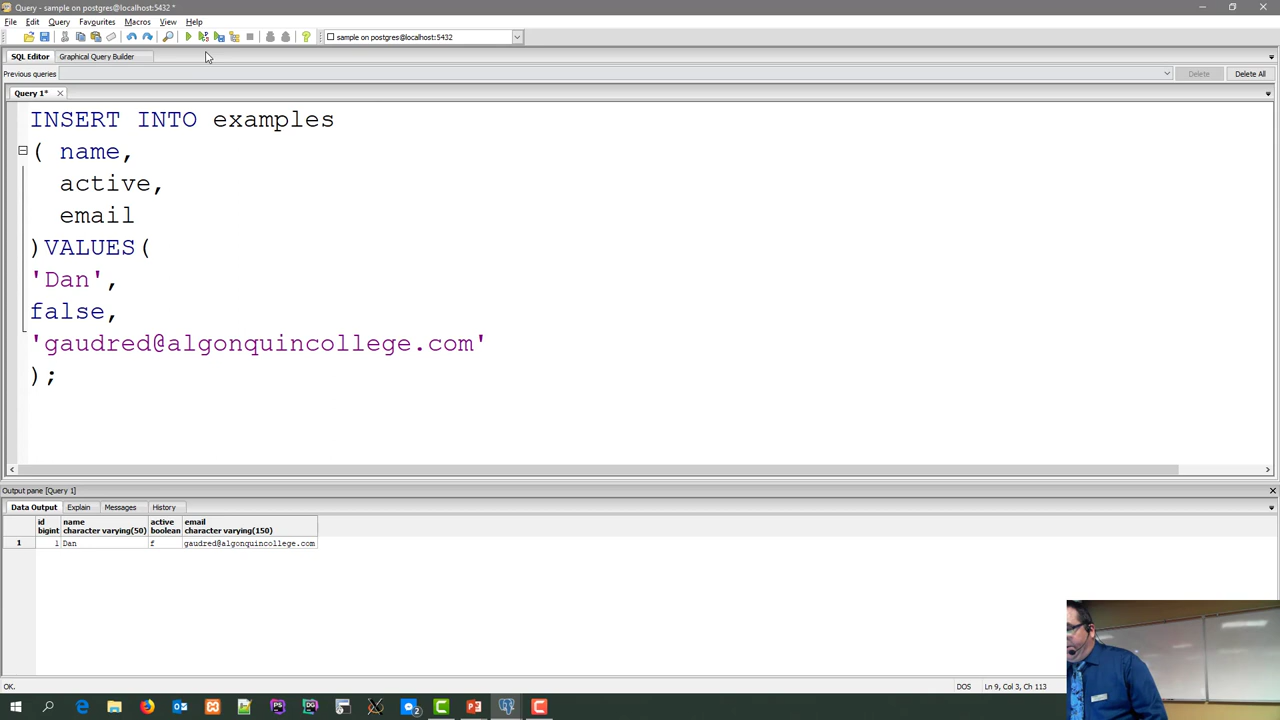 Query - sample on postgres@localhost:5432 *
File Edit Query Favourites Macros View Help
sample on postgres@localhost:5432
SQL Editor Graphical Query Builder
Previous queries Delete Delete All
Query 1*
INSERT INTO examples
( name,
active,
email
)VALUES(
'Dan',
false,
'gaudred@algonquincollege.com'
);
Output pane [Query 1]
Data Output Explain Messages History
id name active email
bigint character varying(50) boolean character varying(150)
1 1 Dan f gaudred@algonquincollege.com
OK. DOS Ln 9, Col 3, Ch 113